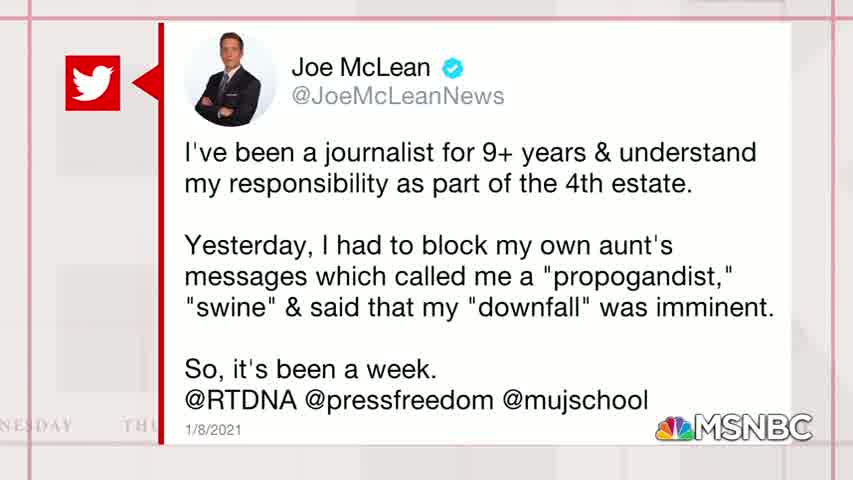 Joe McLean
@JoeMcLeanNews
I've been a journalist for 9+ years & understand
my responsibility as part of the 4th estate.
Yesterday, I had to block my own aunt's
messages which called me a "propogandist,"
"swine" & said that my "downfall" was imminent.
So, it's been a week.
@RTDNA @pressfreedom @mujschool
1/8/2021
NESDAY THU
MSNBC